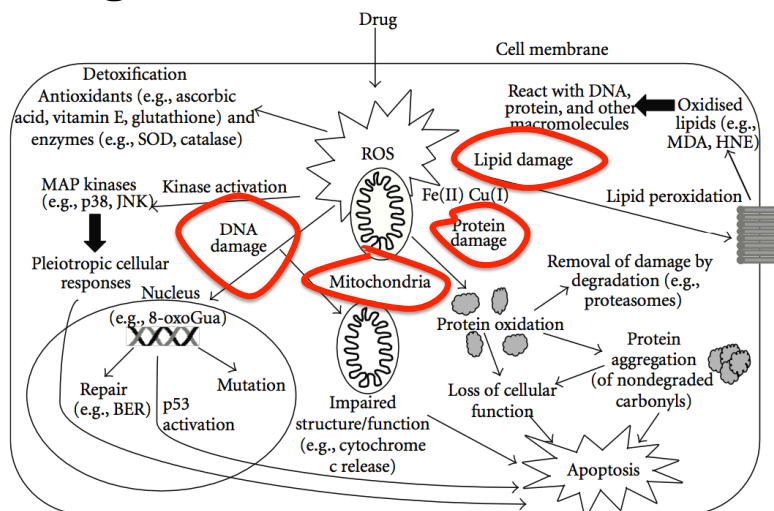 Drug
Cell membrane
Detoxification
Antioxidants (e.g., ascorbic
acid, vitamin E, glutathione) and
enzymes (e.g., SOD, catalase)
React with DNA,
protein, and other
macromolecules
Oxidised
lipids (e.g.,
MDA, HNE)
ROS
Lipid damage
MAP kinases
(e.g., p38, JNK)
Kinase activation
Fe(II) Cu(I)
Lipid peroxidation
DNA
damage
Protein
damage
Pleiotropic cellular
responses
Mitochondria
Removal of damage by
degradation (e.g.,
proteasomes)
Nucleus
(e.g., 8-oxoGua)
Protein oxidation
Protein
aggregation
(of nondegraded
carbonyls)
Repair
(e.g., BER)
p53
activation
Mutation
Impaired
structure/function
(e.g., cytochrome
c release)
Loss of cellular
function
Apoptosis